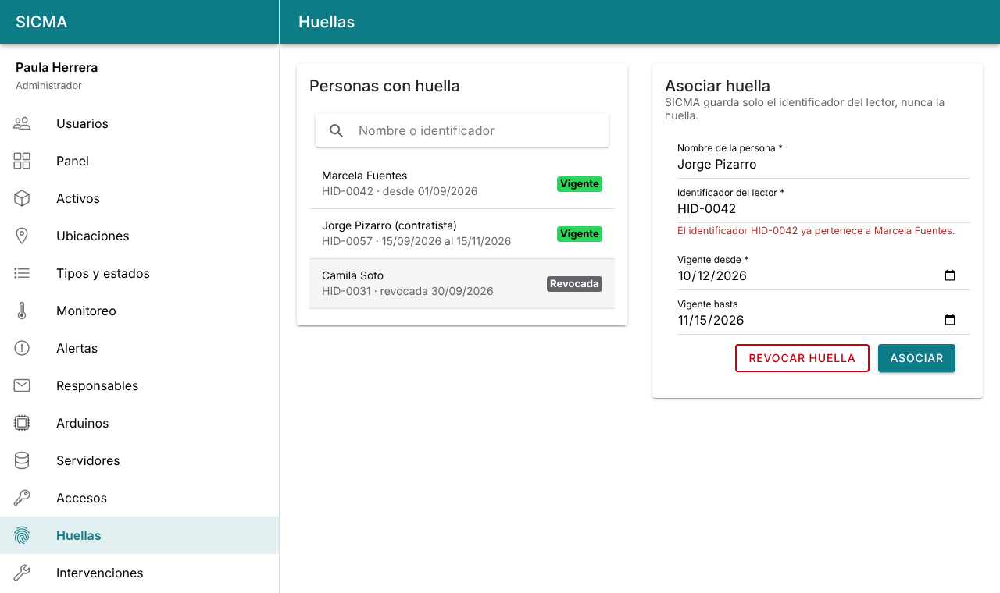 SICMA
Huellas
Paula Herrera
Administrador
Usuarios
Panel
Activos
Ubicaciones
Tipos y estados
Monitoreo
Alertas
Responsables
Arduinos
Servidores
Accesos
Huellas
Intervenciones
Personas con huella
Nombre o identificador
Marcela Fuentes
HID-0042 · desde 01/09/2026
Vigente
Jorge Pizarro (contratista)
HID-0057 · 15/09/2026 al 15/11/2026
Vigente
Camila Soto
HID-0031 · revocada 30/09/2026
Revocada
Asociar huella
SICMA guarda solo el identificador del lector, nunca la
huella.
Nombre de la persona *
Jorge Pizarro
Identificador del lector *
HID-0042
El identificador HID-0042 ya pertenece a Marcela Fuentes.
Vigente desde *
10/12/2026
Vigente hasta
11/15/2026
REVOCAR HUELLA
ASOCIAR